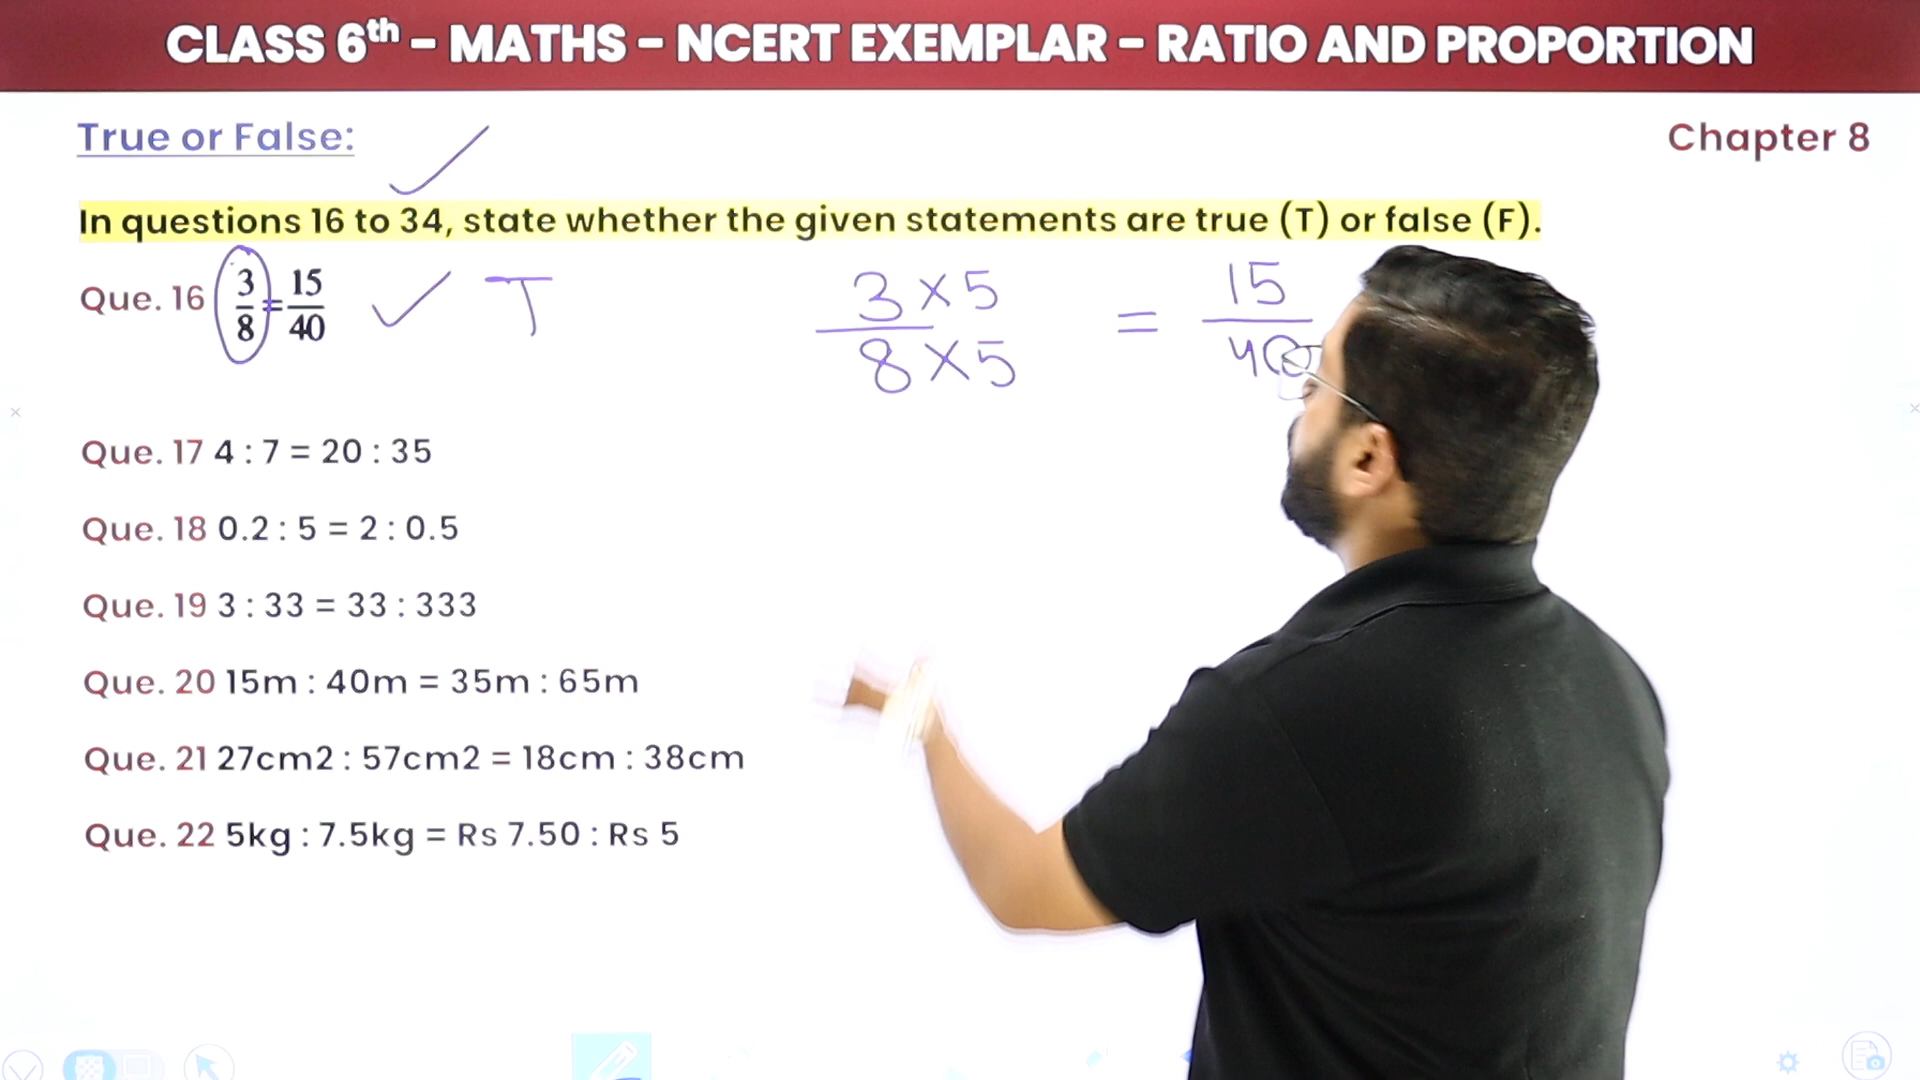 CLASS 6th – MATHS – NCERT EXEMPLAR – RATIO AND PROPORTION
True or False:
Chapter 8
In questions 16 to 34, state whether the given statements are true (T) or false (F).
Que. 16 3/8 = 15/40 ✓ T
3 × 5 / 8 × 5 = 15 / 40
Que. 17 4 : 7 = 20 : 35
Que. 18 0.2 : 5 = 2 : 0.5
Que. 19 3 : 33 = 33 : 333
Que. 20 15m : 40m = 35m : 65m
Que. 21 27cm2 : 57cm2 = 18cm : 38cm
Que. 22 5kg : 7.5kg = Rs 7.50 : Rs 5